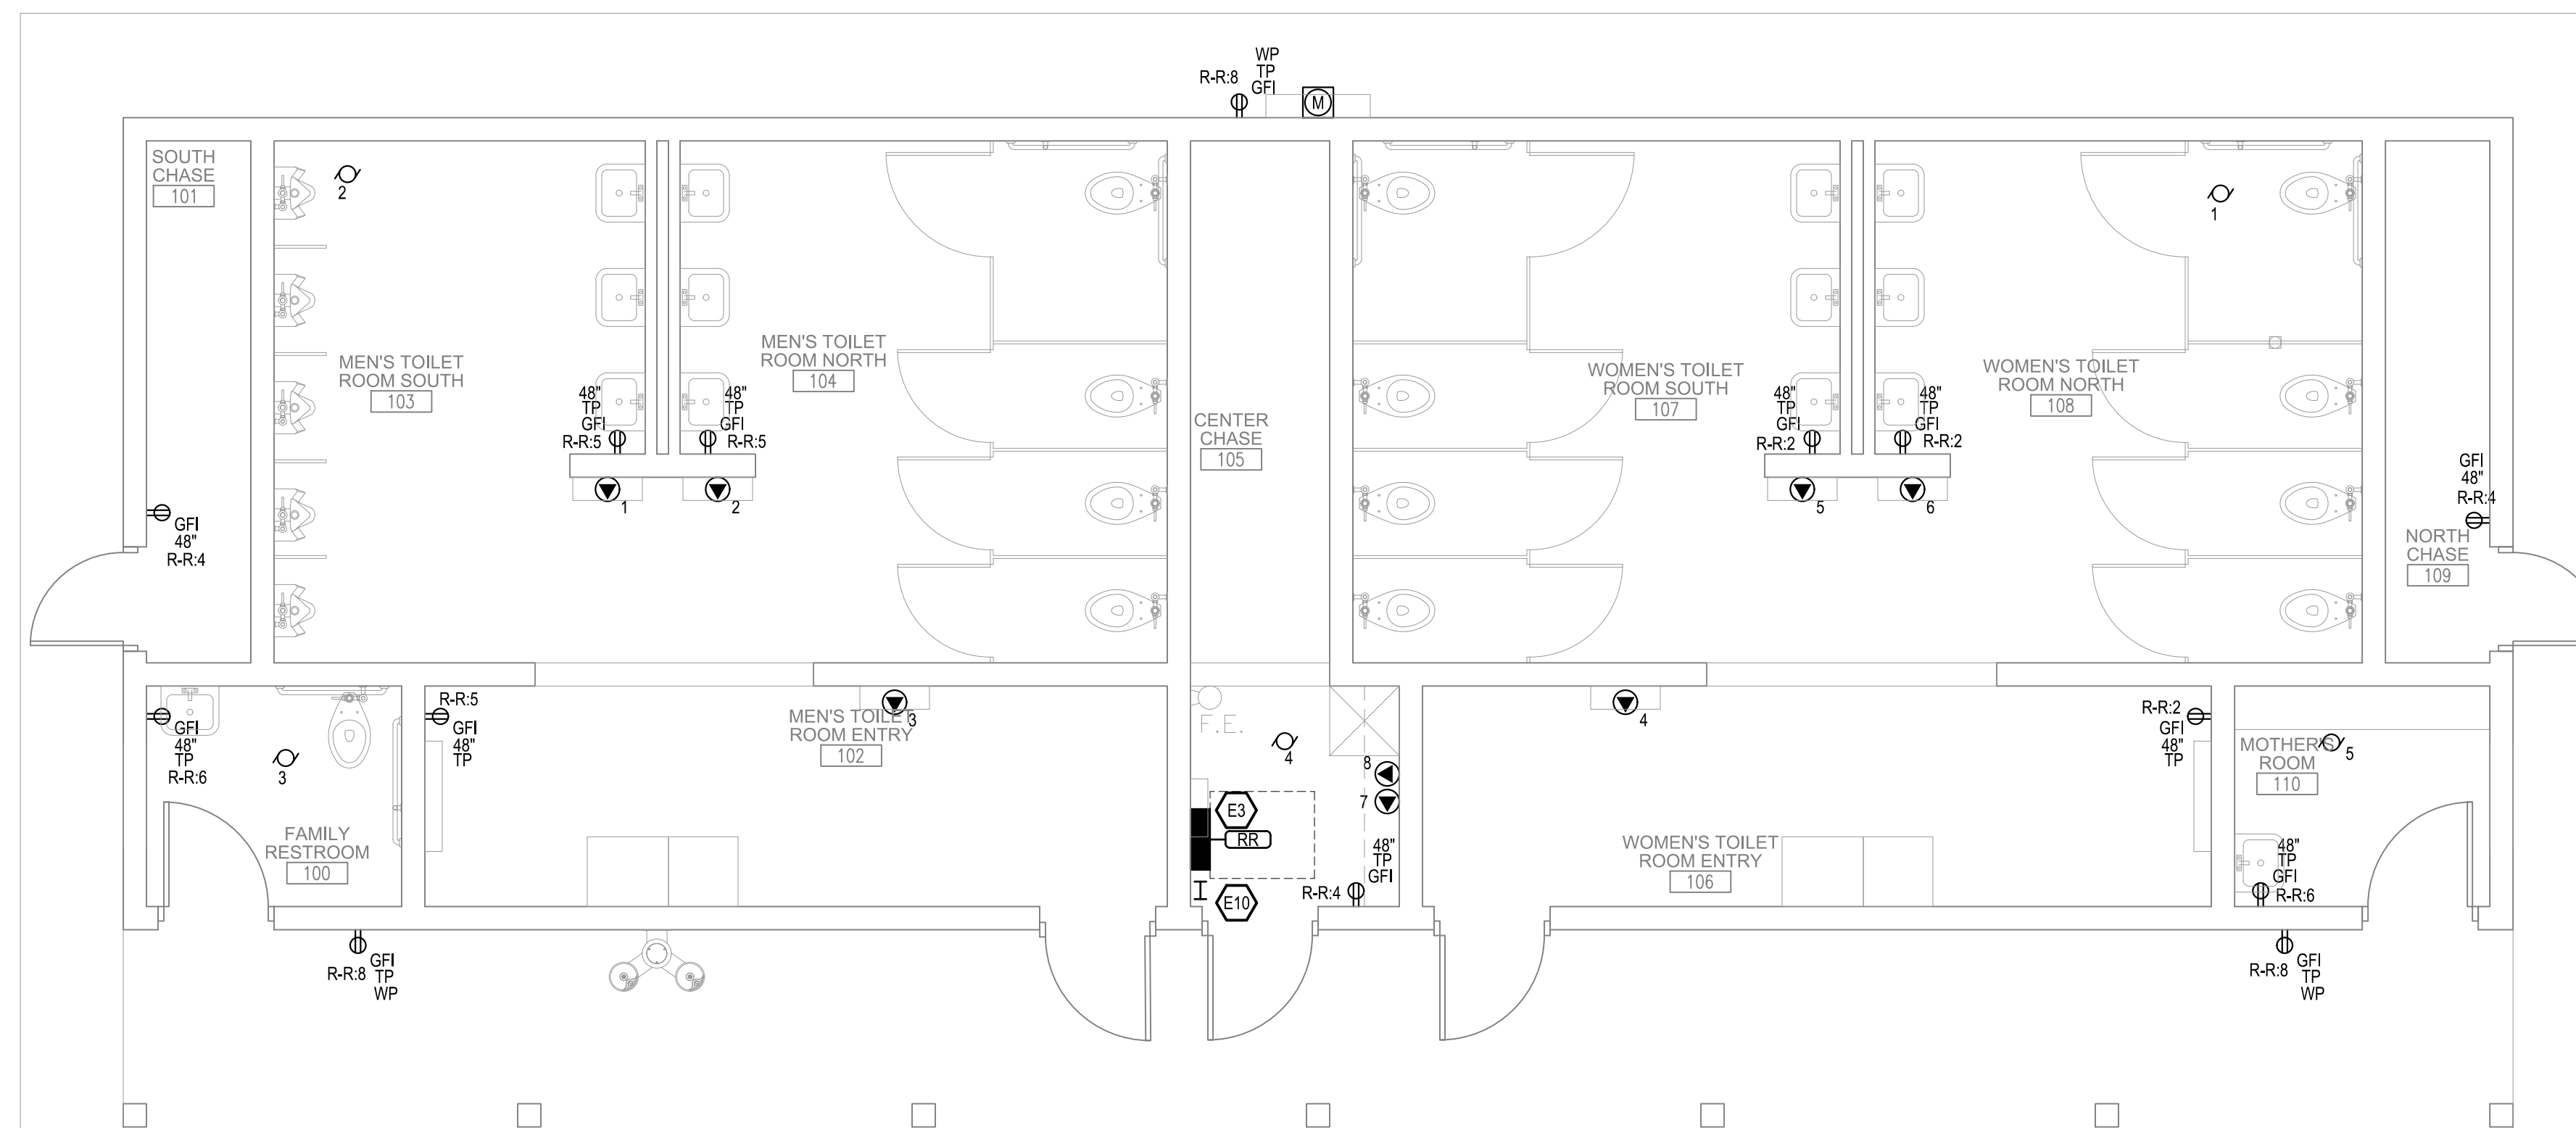 WP
TP
GFI
R-R:8
M
SOUTH
CHASE
101
2
1
MEN'S TOILET
ROOM SOUTH
103
MEN'S TOILET
ROOM NORTH
104
48"
TP
GFI
R-R:5
48"
TP
GFI
R-R:5
1
2
CENTER
CHASE
105
WOMEN'S TOILET
ROOM SOUTH
107
WOMEN'S TOILET
ROOM NORTH
108
48"
TP
GFI
R-R:2
48"
TP
GFI
R-R:2
5
6
GFI
48"
R-R:4
GFI
48"
R-R:4
NORTH
CHASE
109
GFI
48"
TP
R-R:6
3
FAMILY
RESTROOM
100
R-R:5
GFI
48"
TP
3
MEN'S TOILET
ROOM ENTRY
102
F.E.
4
8
7
E3
RR
E10
48"
TP
GFI
R-R:4
4
WOMEN'S TOILET
ROOM ENTRY
106
R-R:2
GFI
48"
TP
MOTHER'S
ROOM
110
5
48"
TP
GFI
R-R:6
R-R:8
GFI
TP
WP
R-R:8
GFI
TP
WP